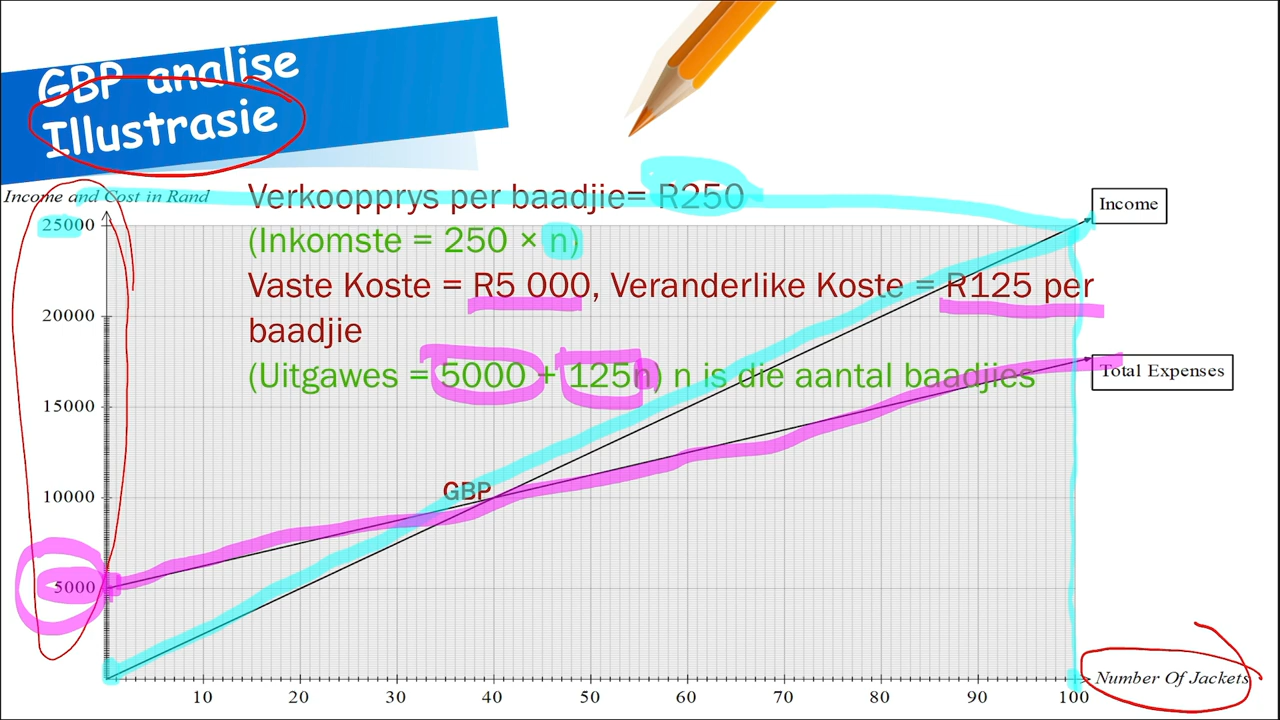 GBP analise
Illustrasie
Income and Cost in Rand
Verkoopprys per baadjie= R250
(Inkomste = 250 × n)
Vaste Koste = R5 000, Veranderlike Koste = R125 per
baadjie
(Uitgawes = 5000 + 125n) n is die aantal baadjies
Income
Total Expenses
GBP
25000
20000
15000
10000
5000
10 20 30 40 50 60 70 80 90 100
Number Of Jackets